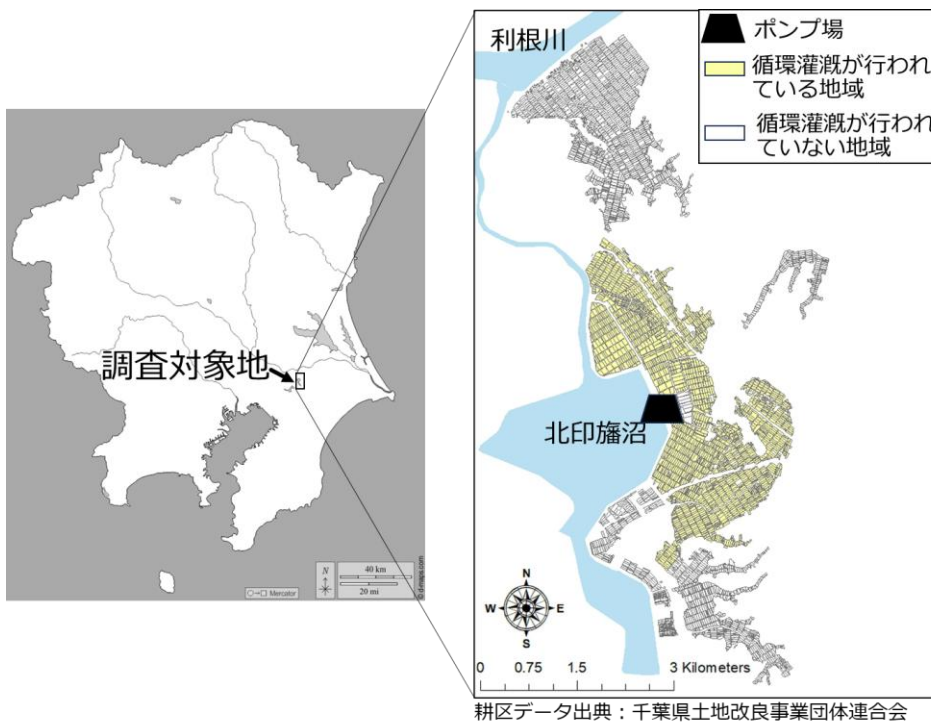 利根川
ポンプ場
循環灌漑が行われ
ている地域
循環灌漑が行われ
ていない地域
調査対象地
北印旛沼
N
40 km
20 mi
Mercator
© d-maps.com
N
W
E
S
0 0.75 1.5 3 Kilometers
耕区データ出典：千葉県土地改良事業団体連合会